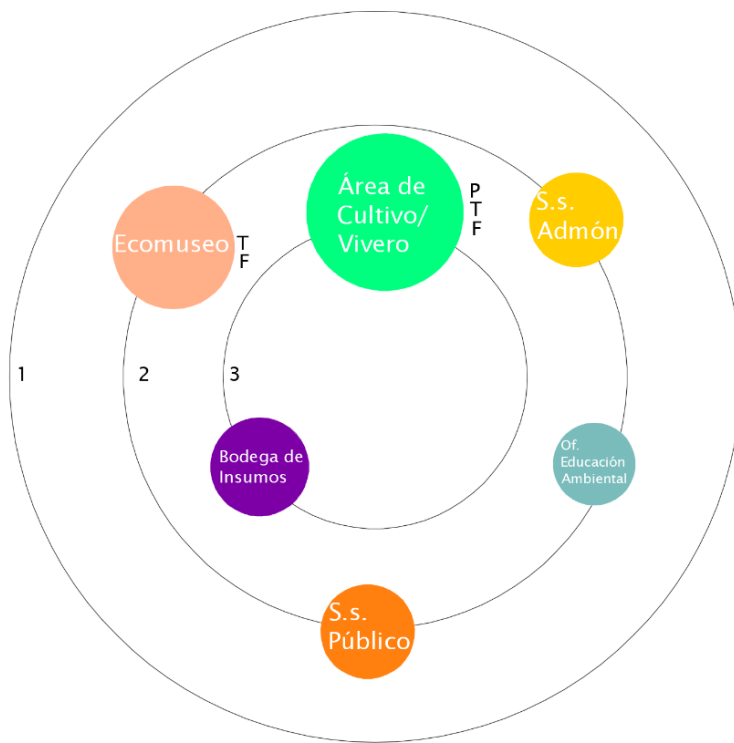 Área de
Cultivo/
Vivero
P
T
F
S.s.
Admón
Ecomuseo
T
F
1
2
3
Bodega de
Insumos
Of.
Educación
Ambiental
S.s.
Público